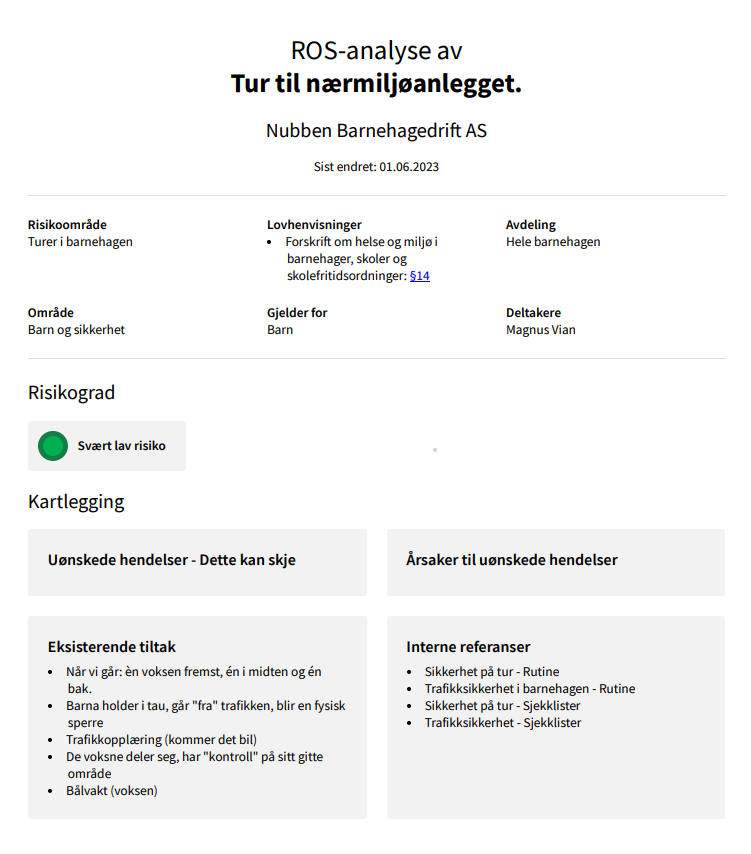 ROS-analyse av
Tur til nærmiljøanlegget.
Nubben Barnehagedrift AS
Sist endret: 01.06.2023
Risikoområde
Turer i barnehagen
Lovhenvisninger
• Forskrift om helse og miljø i
barnehager, skoler og
skolefritidsordninger: §14
Avdeling
Hele barnehagen
Område
Barn og sikkerhet
Gjelder for
Barn
Deltakere
Magnus Vian
Risikograd
Svært lav risiko
Kartlegging
Uønskede hendelser - Dette kan skje
Årsaker til uønskede hendelser
Eksisterende tiltak
• Når vi går: èn voksen fremst, én i midten og én
bak.
• Barna holder i tau, går "fra" trafikken, blir en fysisk
sperre
• Trafikkopplæring (kommer det bil)
• De voksne deler seg, har "kontroll" på sitt gitte
område
• Bålvakt (voksen)
Interne referanser
• Sikkerhet på tur - Rutine
• Trafikksikkerhet i barnehagen - Rutine
• Sikkerhet på tur - Sjekklister
• Trafikksikkerhet - Sjekklister